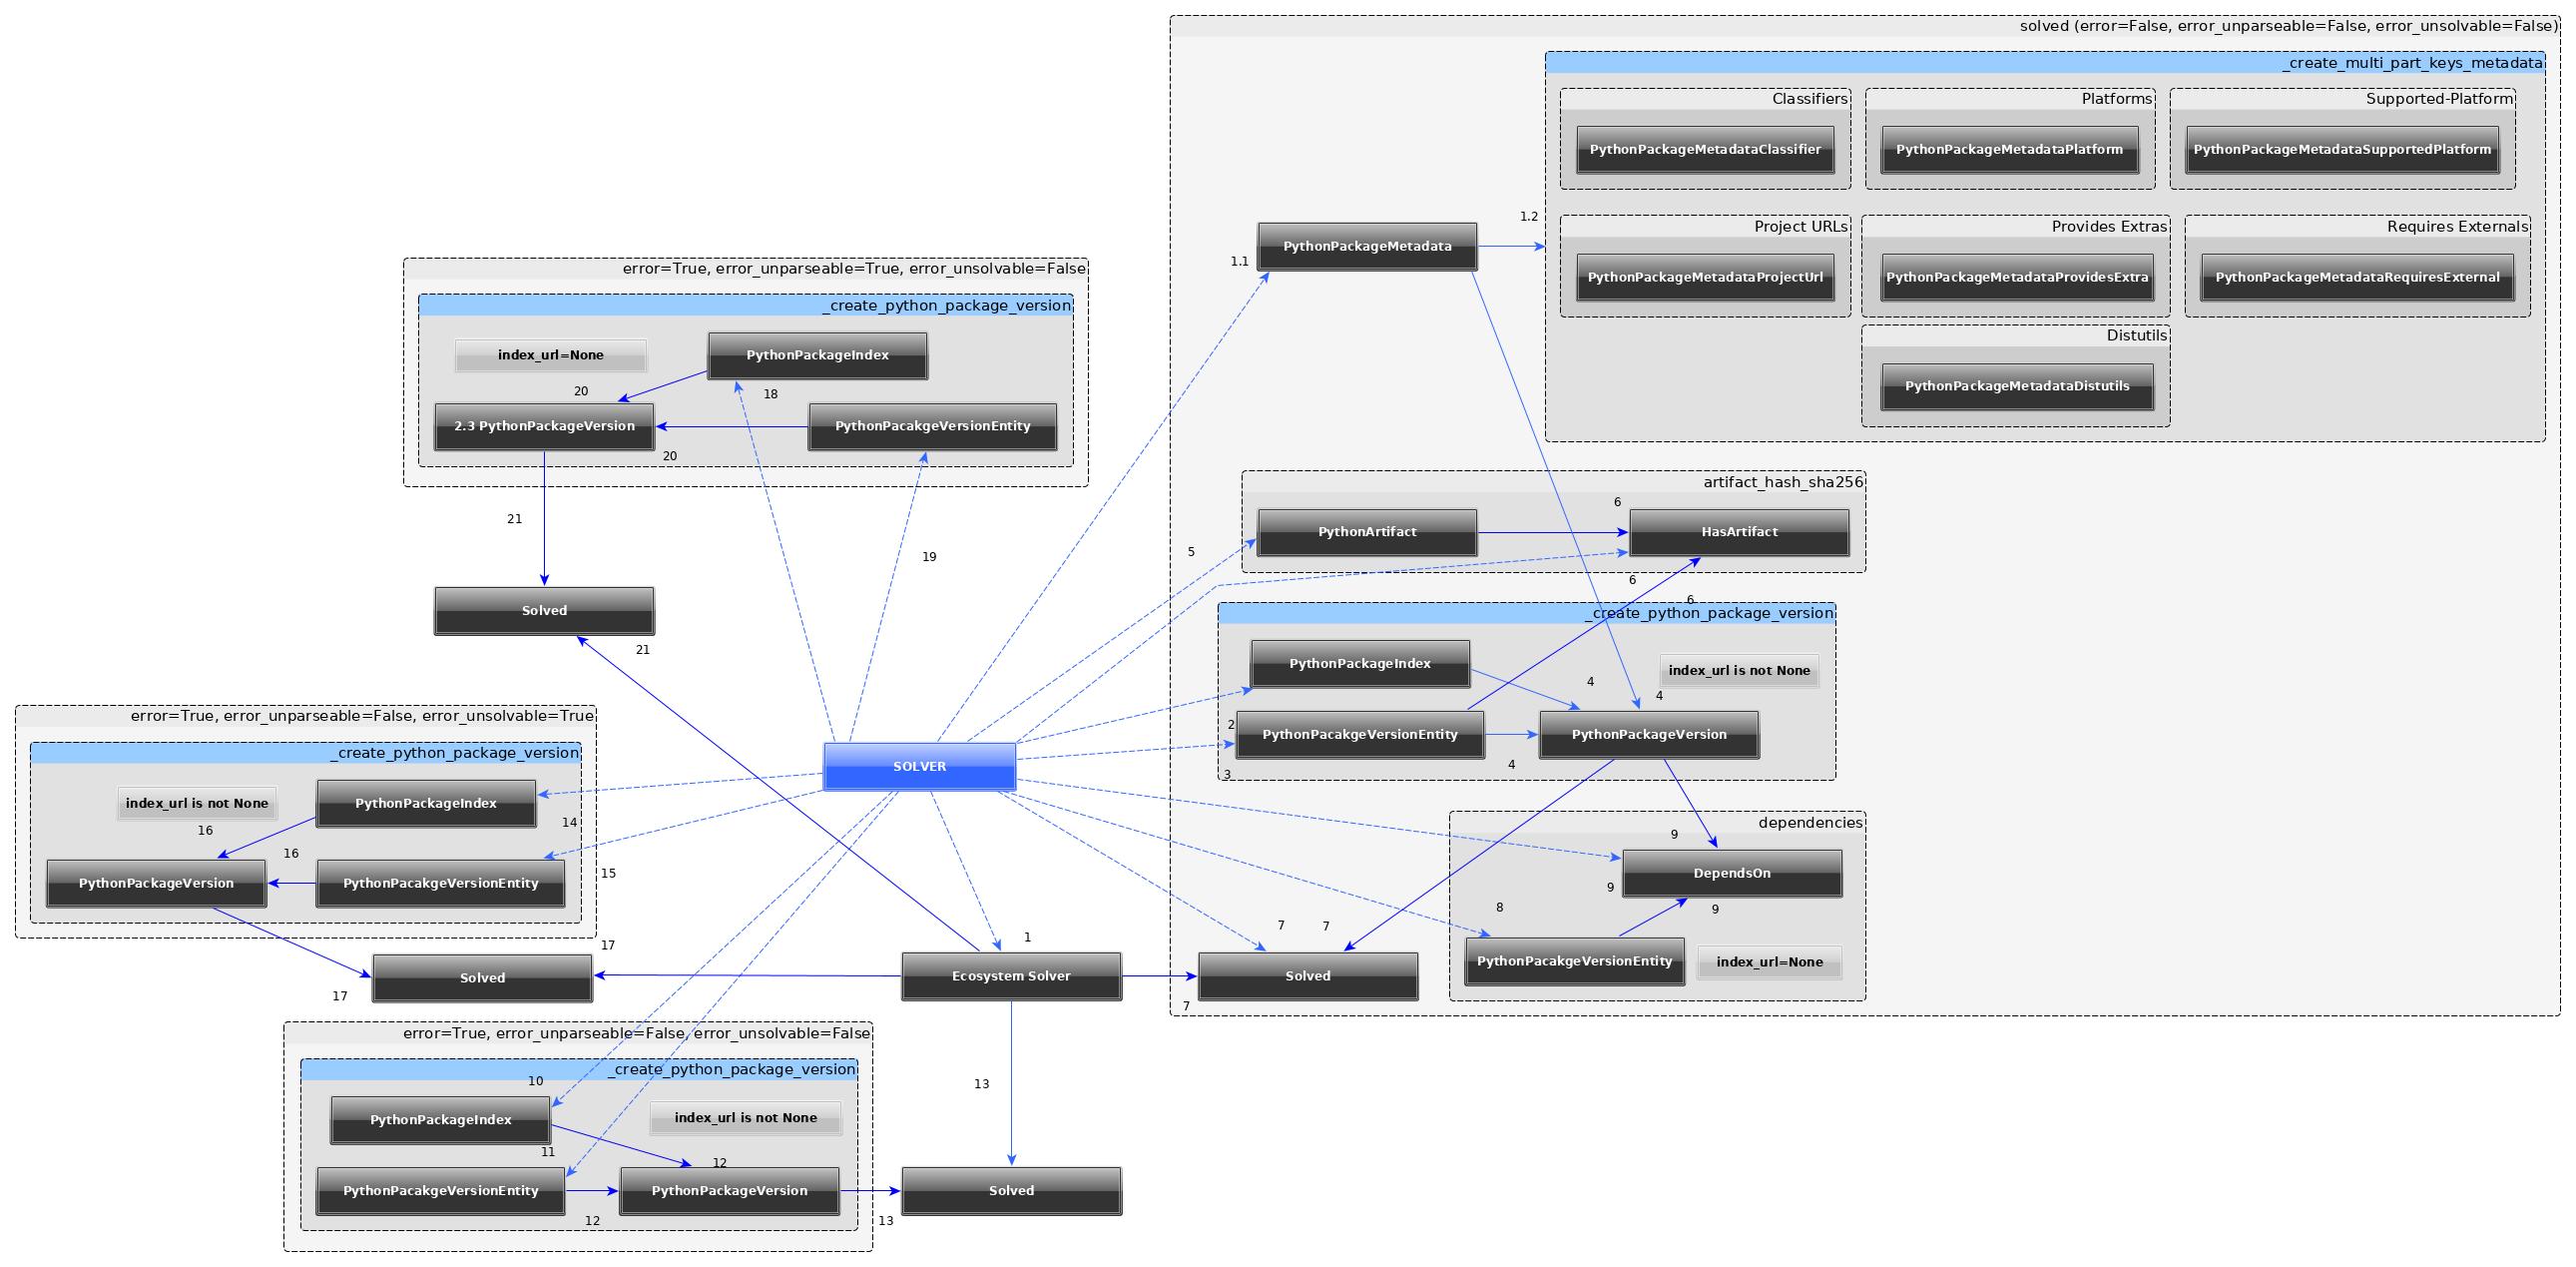 solved (error=False, error_unparseable=False, error_unsolvable=False)
_create_multi_part_keys_metadata
Classifiers
Platforms
Supported-Platform
PythonPackageMetadataClassifier
PythonPackageMetadataPlatform
PythonPackageMetadataSupportedPlatform
1.2
Project URLs
Provides Extras
Requires Externals
PythonPackageMetadata
1.1
PythonPackageMetadataProjectUrl
PythonPackageMetadataProvidesExtra
PythonPackageMetadataRequiresExternal
Distutils
PythonPackageMetadataDistutils
error=True, error_unparseable=True, error_unsolvable=False
_create_python_package_version
index_url=None
PythonPackageIndex
20
18
2.3 PythonPackageVersion
PythonPacakgeVersionEntity
20
21
19
Solved
21
artifact_hash_sha256
6
PythonArtifact
HasArtifact
5
6
6
_create_python_package_version
PythonPackageIndex
index_url is not None
4
4
2
PythonPacakgeVersionEntity
PythonPackageVersion
4
3
SOLVER
error=True, error_unparseable=False, error_unsolvable=True
_create_python_package_version
index_url is not None
PythonPackageIndex
14
16
16
PythonPackageVersion
PythonPacakgeVersionEntity
15
17
Solved
17
dependencies
9
DependsOn
9
8
9
PythonPacakgeVersionEntity
index_url=None
7
7
1
Ecosystem Solver
Solved
7
error=True, error_unparseable=False, error_unsolvable=False
_create_python_package_version
10
PythonPackageIndex
index_url is not None
11
12
PythonPacakgeVersionEntity
PythonPackageVersion
12
13
13
Solved